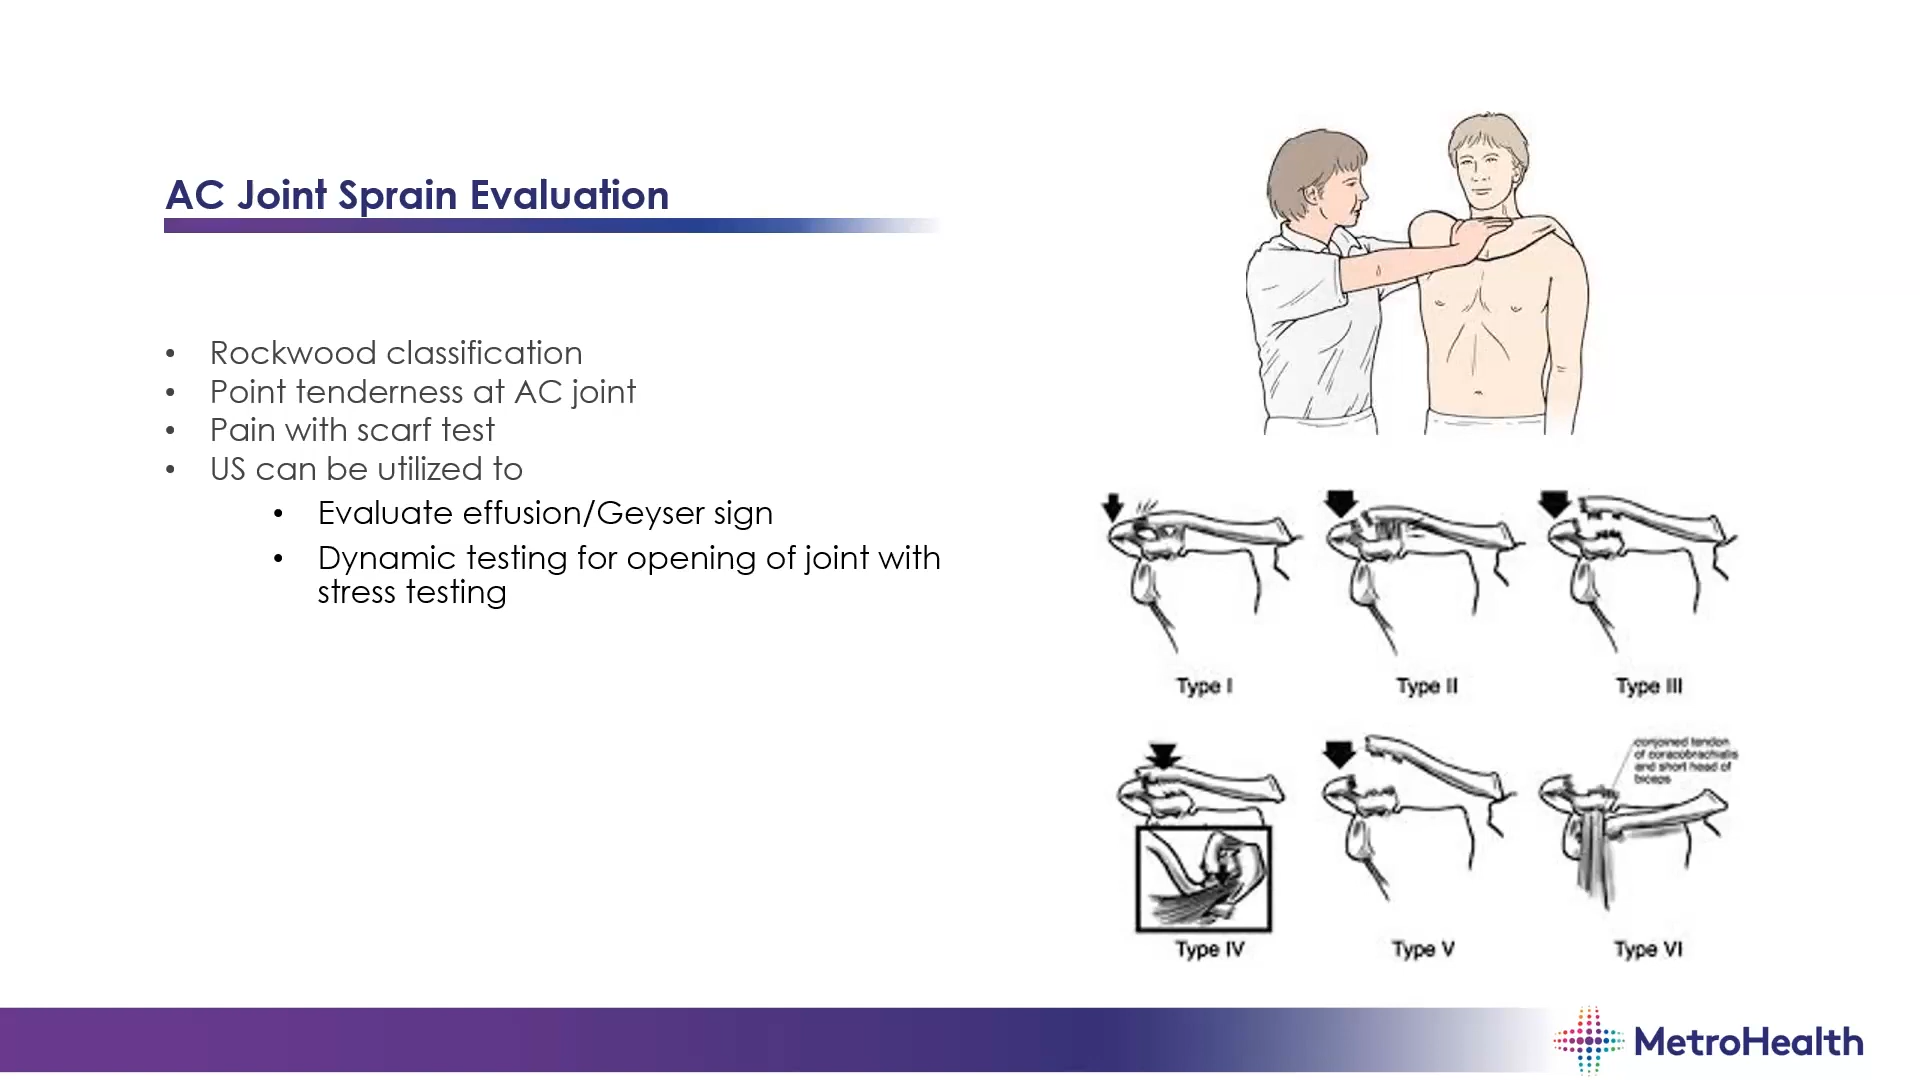 AC Joint Sprain Evaluation
• Rockwood classification
• Point tenderness at AC joint
• Pain with scarf test
• US can be utilized to
• Evaluate effusion/Geyser sign
• Dynamic testing for opening of joint with
stress testing
Type I
Type II
Type III
conjoined tendon
of coracobrachialis
and short head of
biceps
Type IV
Type V
Type VI
MetroHealth